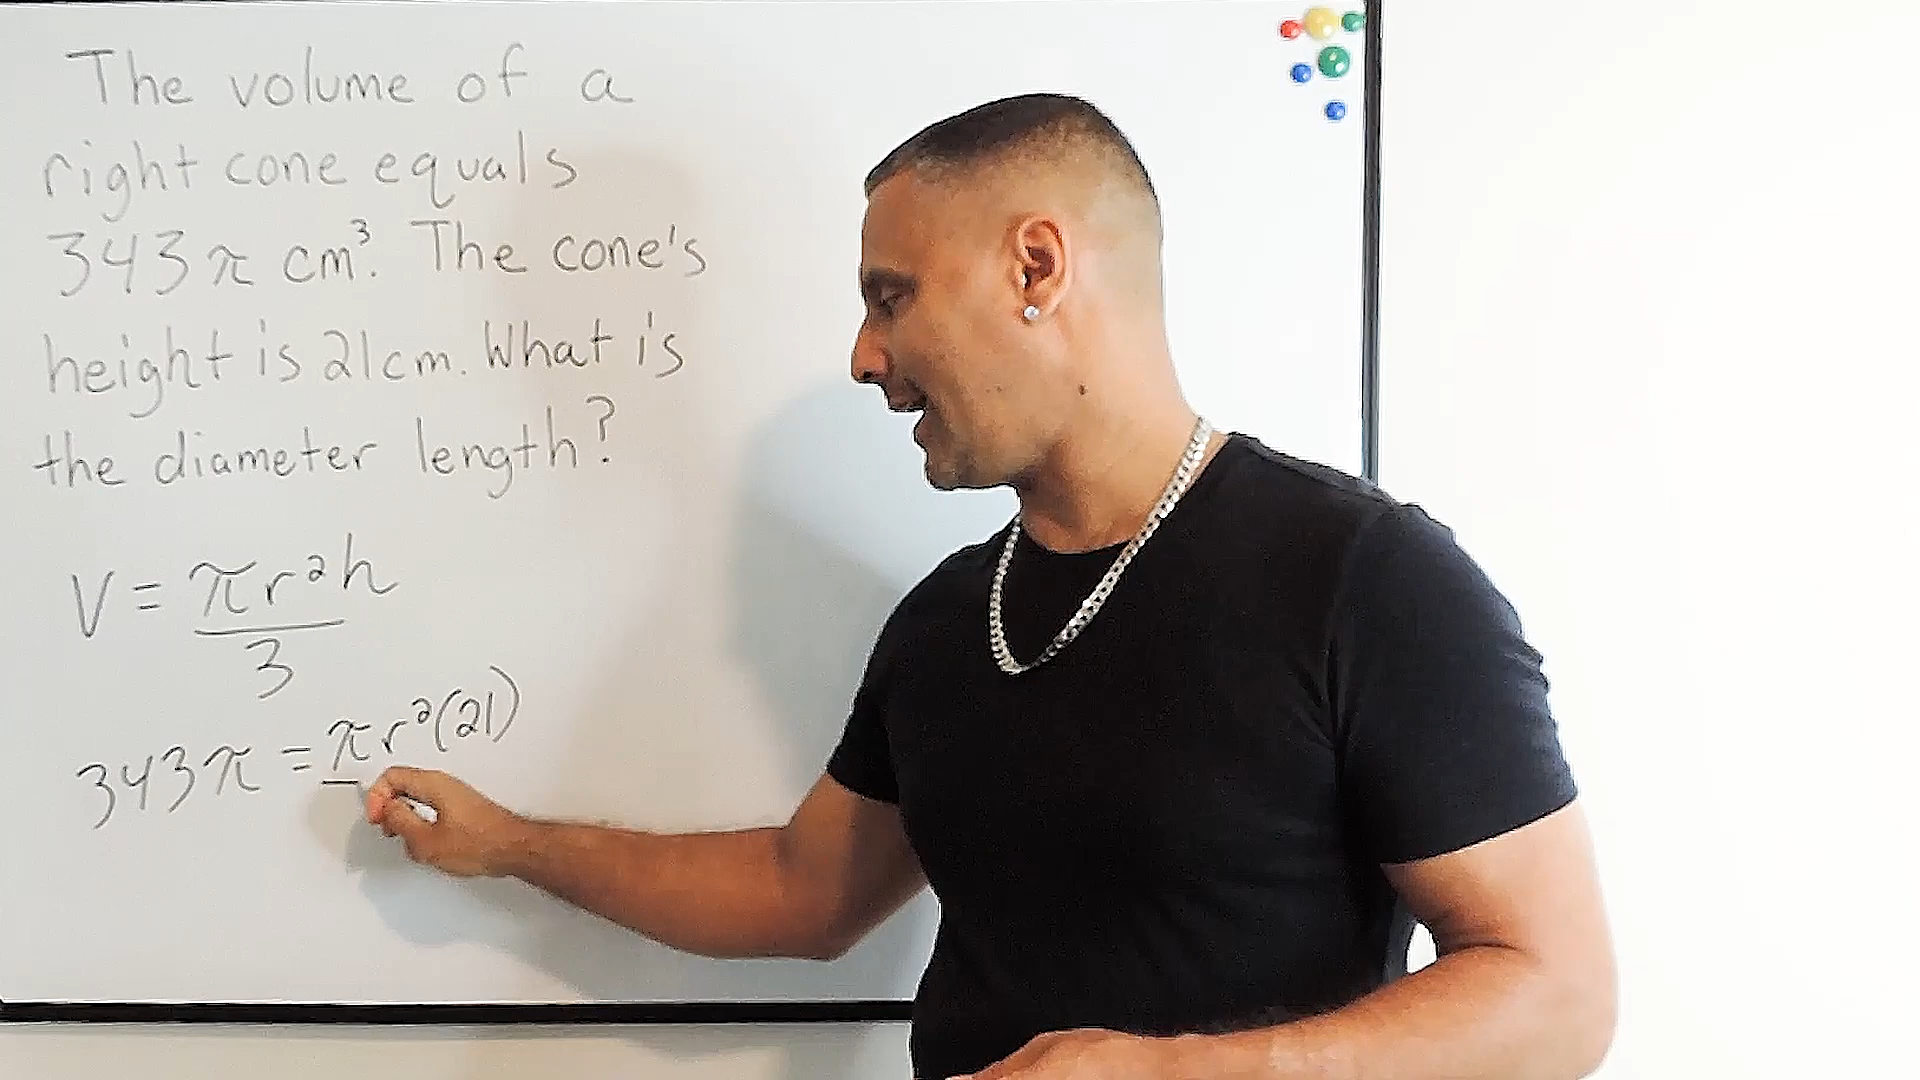 The volume of a
right cone equals
343π cm³. The cone's
height is 21cm. What is
the diameter length?
V = πr²h
3
343π = πr²(21)